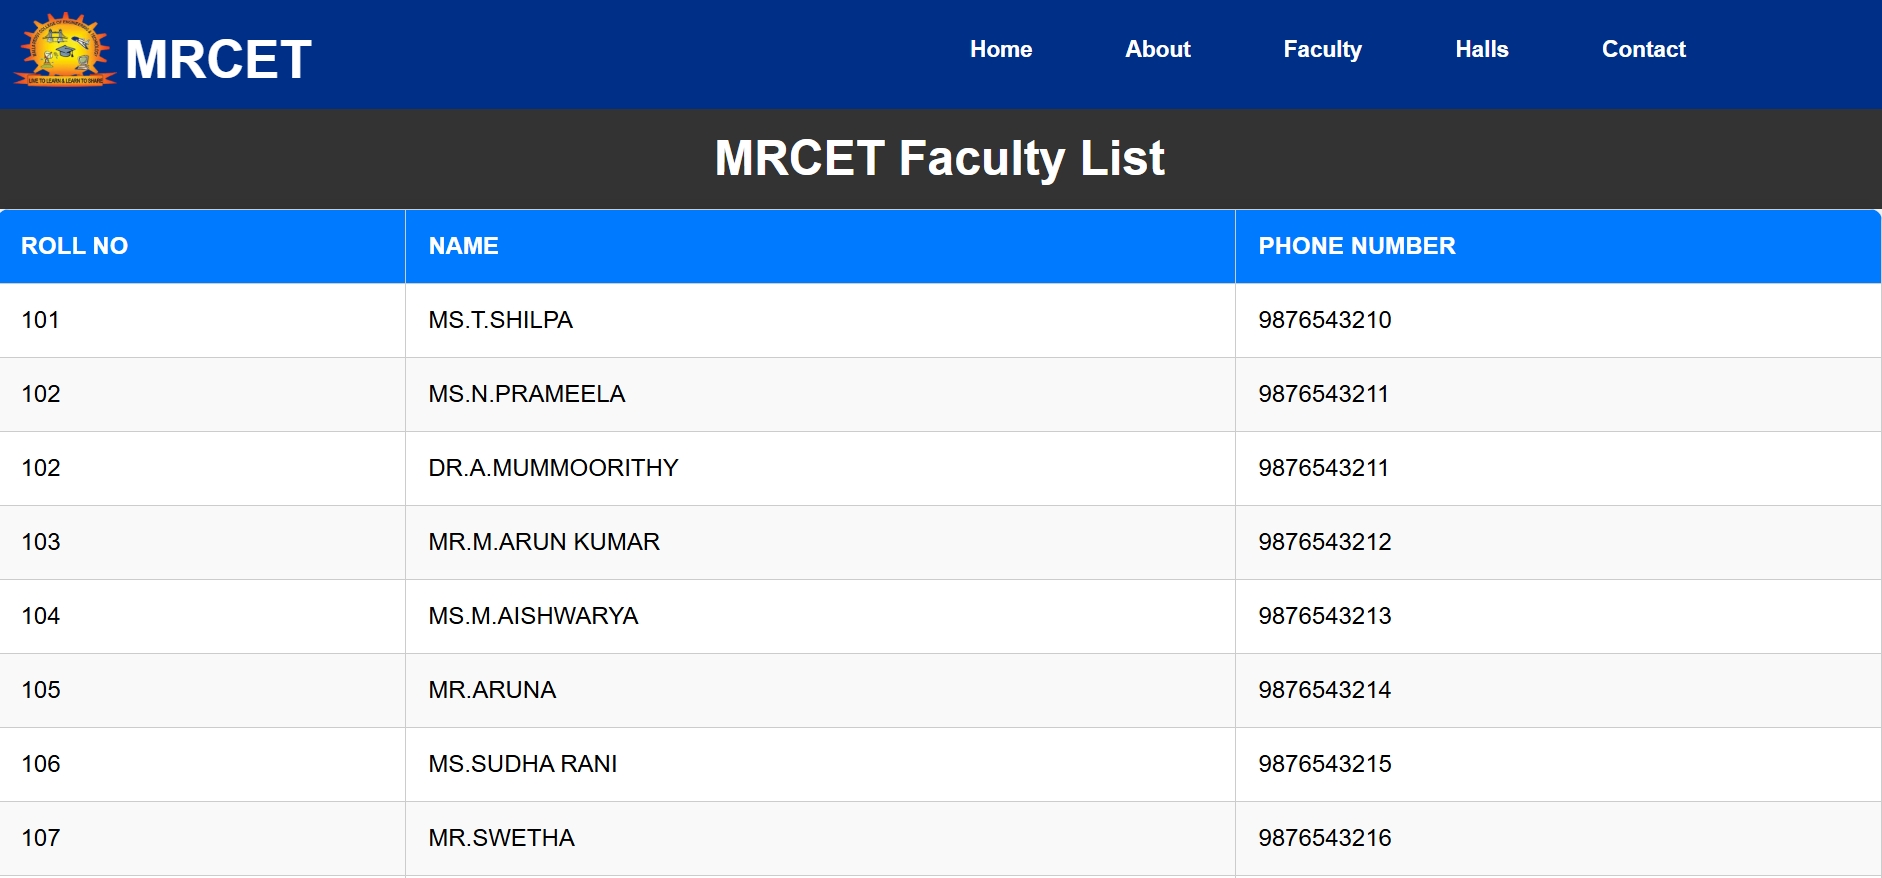 MRCET
Home About Faculty Halls Contact
LIVE TO LEARN & LEARN TO SHARE
MRCET Faculty List
ROLL NO NAME PHONE NUMBER
101 MS.T.SHILPA 9876543210
102 MS.N.PRAMEELA 9876543211
102 DR.A.MUMMOORITHY 9876543211
103 MR.M.ARUN KUMAR 9876543212
104 MS.M.AISHWARYA 9876543213
105 MR.ARUNA 9876543214
106 MS.SUDHA RANI 9876543215
107 MR.SWETHA 9876543216